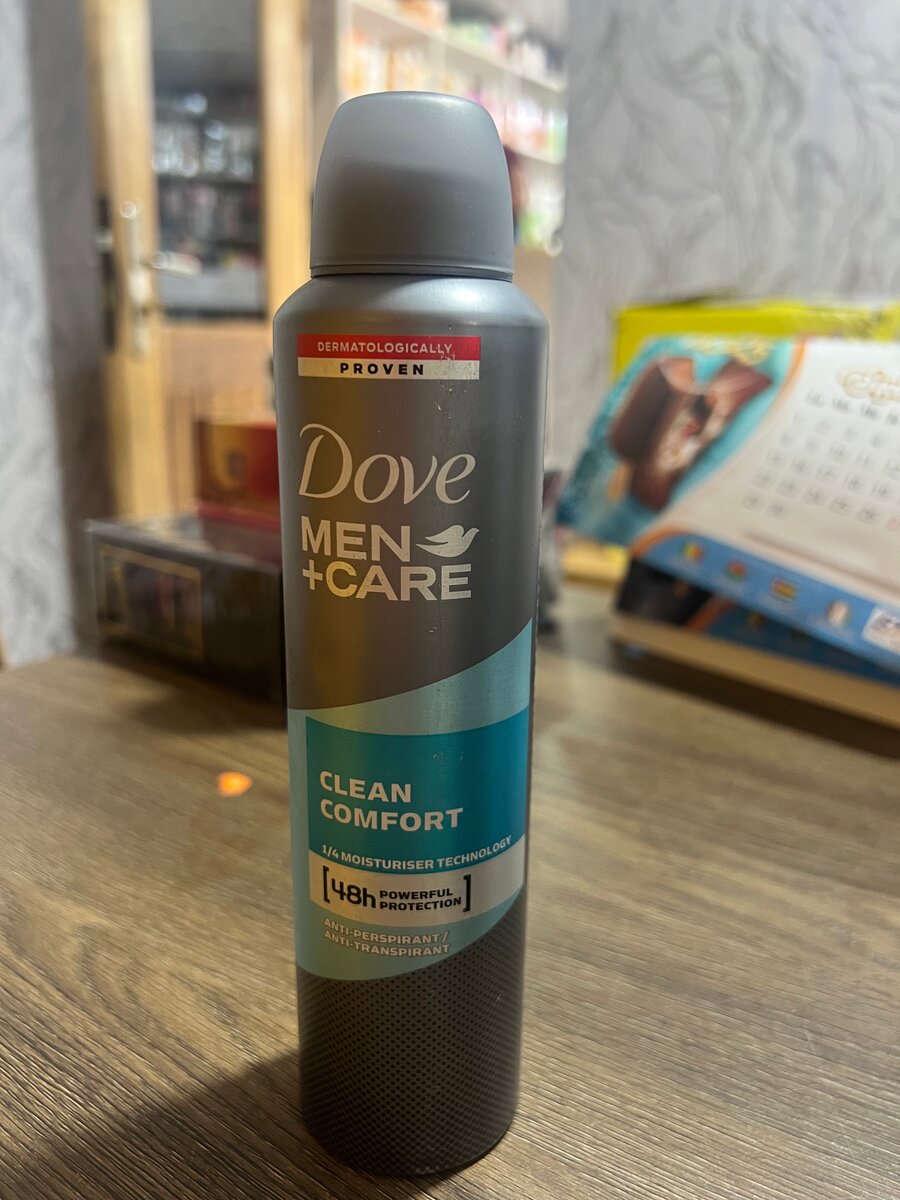 DERMATOLOGICALLY
PROVEN
Dove
MEN
+CARE
CLEAN
COMFORT
1/4 MOISTURISER TECHNOLOGY
[48h POWERFUL
PROTECTION]
ANTI-PERSPIRANT /
ANTI-TRANSPIRANT